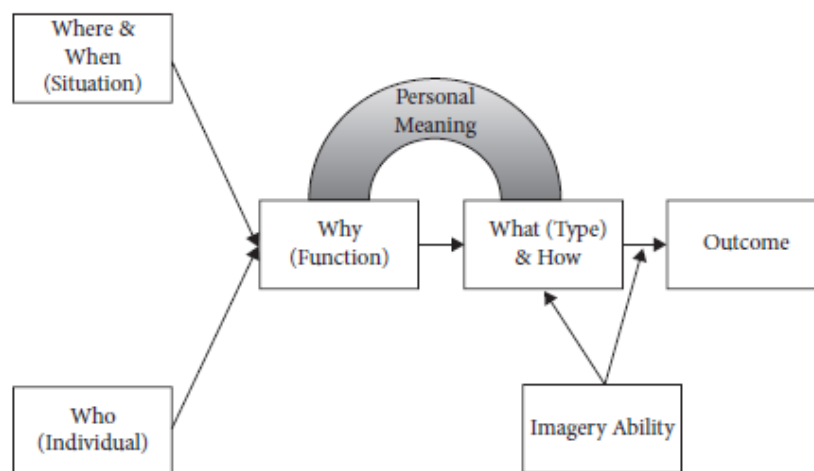 Where &
When
(Situation)
Personal
Meaning
Why
(Function)
What (Type)
& How
Outcome
Who
(Individual)
Imagery Ability